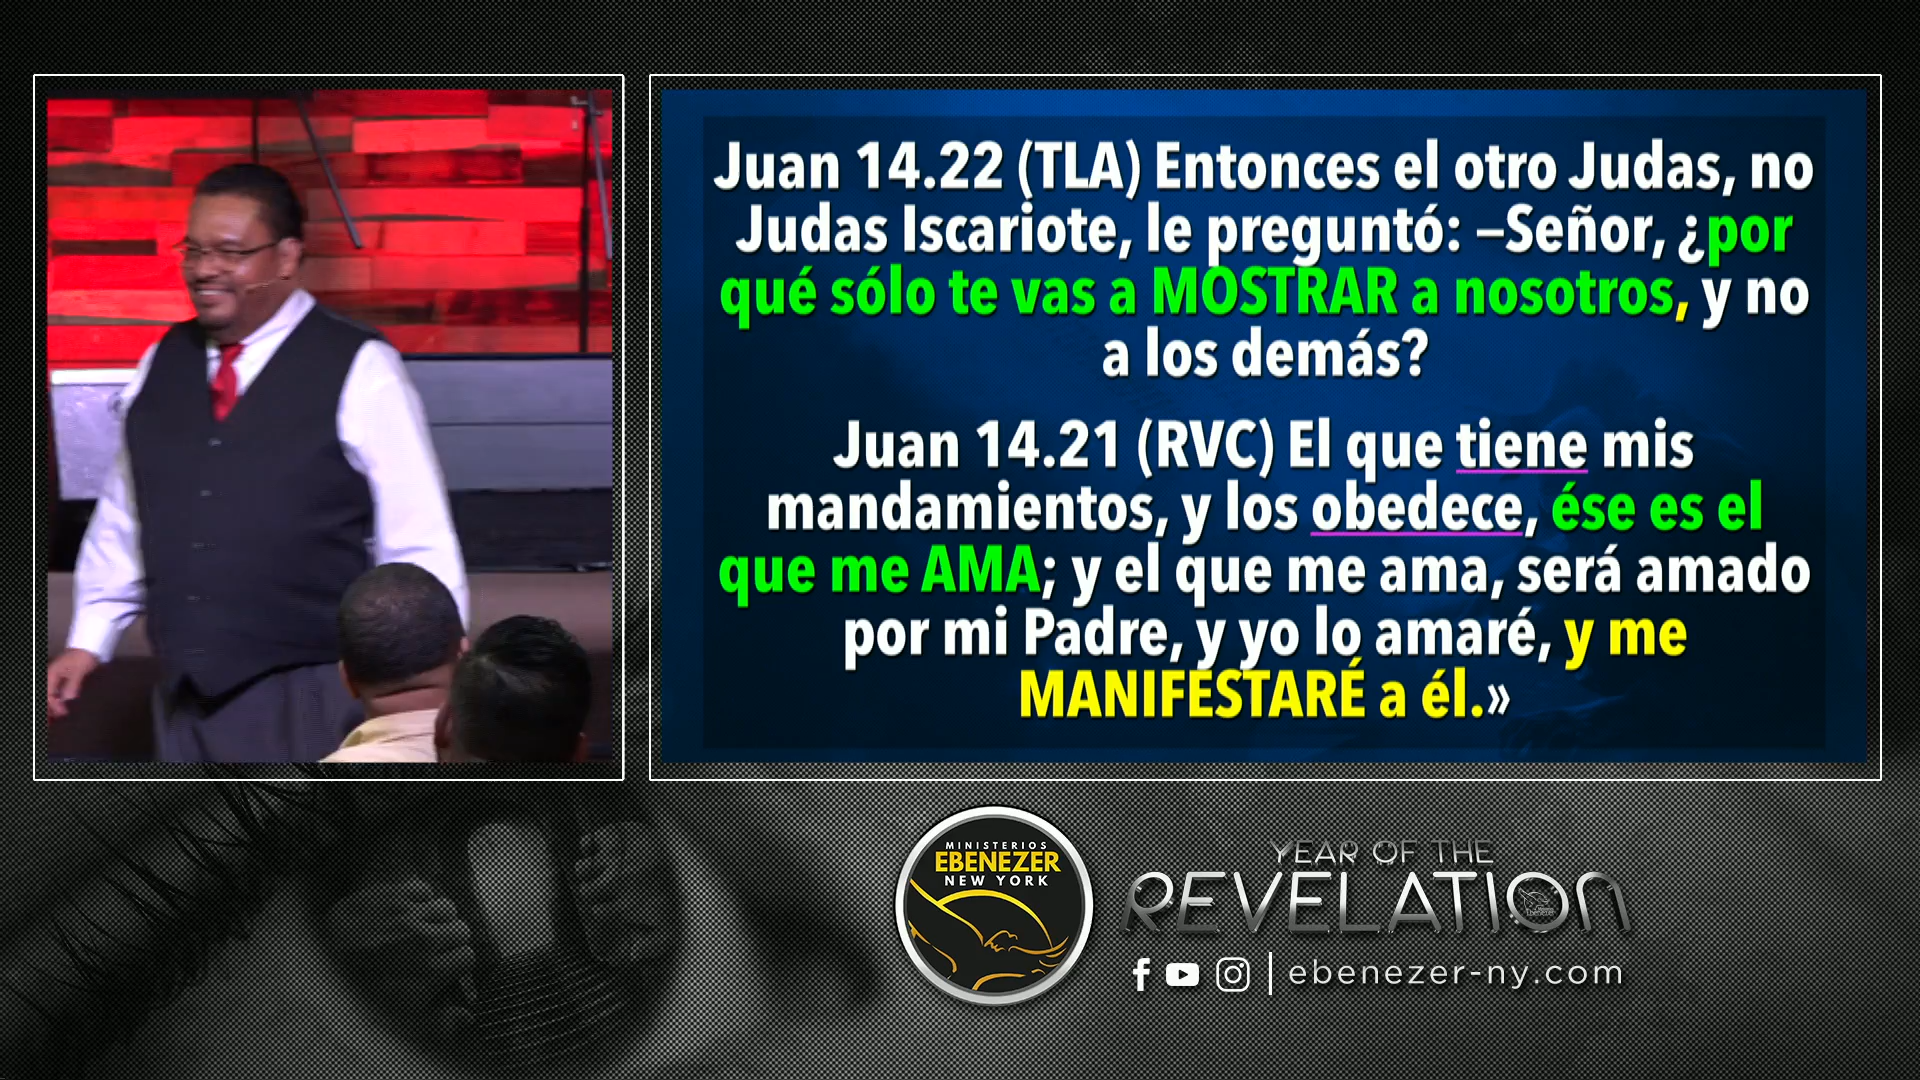 Juan 14.22 (TLA) Entonces el otro Judas, no
Judas Iscariote, le preguntó: –Señor, ¿por
qué sólo te vas a MOSTRAR a nosotros, y no
a los demás?
Juan 14.21 (RVC) El que tiene mis
mandamientos, y los obedece, ése es el
que me AMA; y el que me ama, será amado
por mi Padre, y yo lo amaré, y me
MANIFESTARÉ a él.»
MINISTERIOS
EBENEZER
NEW YORK
YEAR OF THE
REVELATION
ebenezer-ny.com